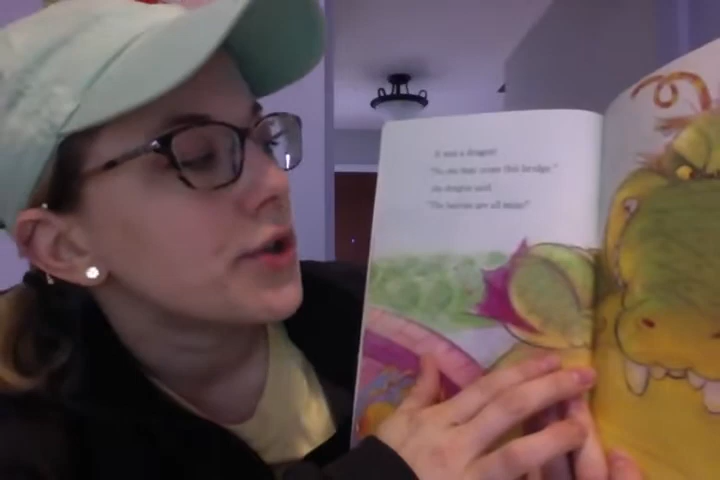 It was a dragon!
"No one may cross this bridge,"
the dragon said.
"The berries are all mine!"